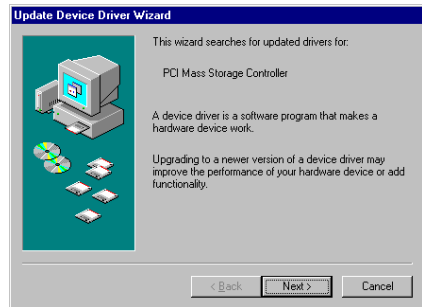 Update Device Driver Wizard
This wizard searches for updated drivers for:
PCI Mass Storage Controller
A device driver is a software program that makes a
hardware device work.
Upgrading to a newer version of a device driver may
improve the performance of your hardware device or add
functionality.
< Back Next > Cancel